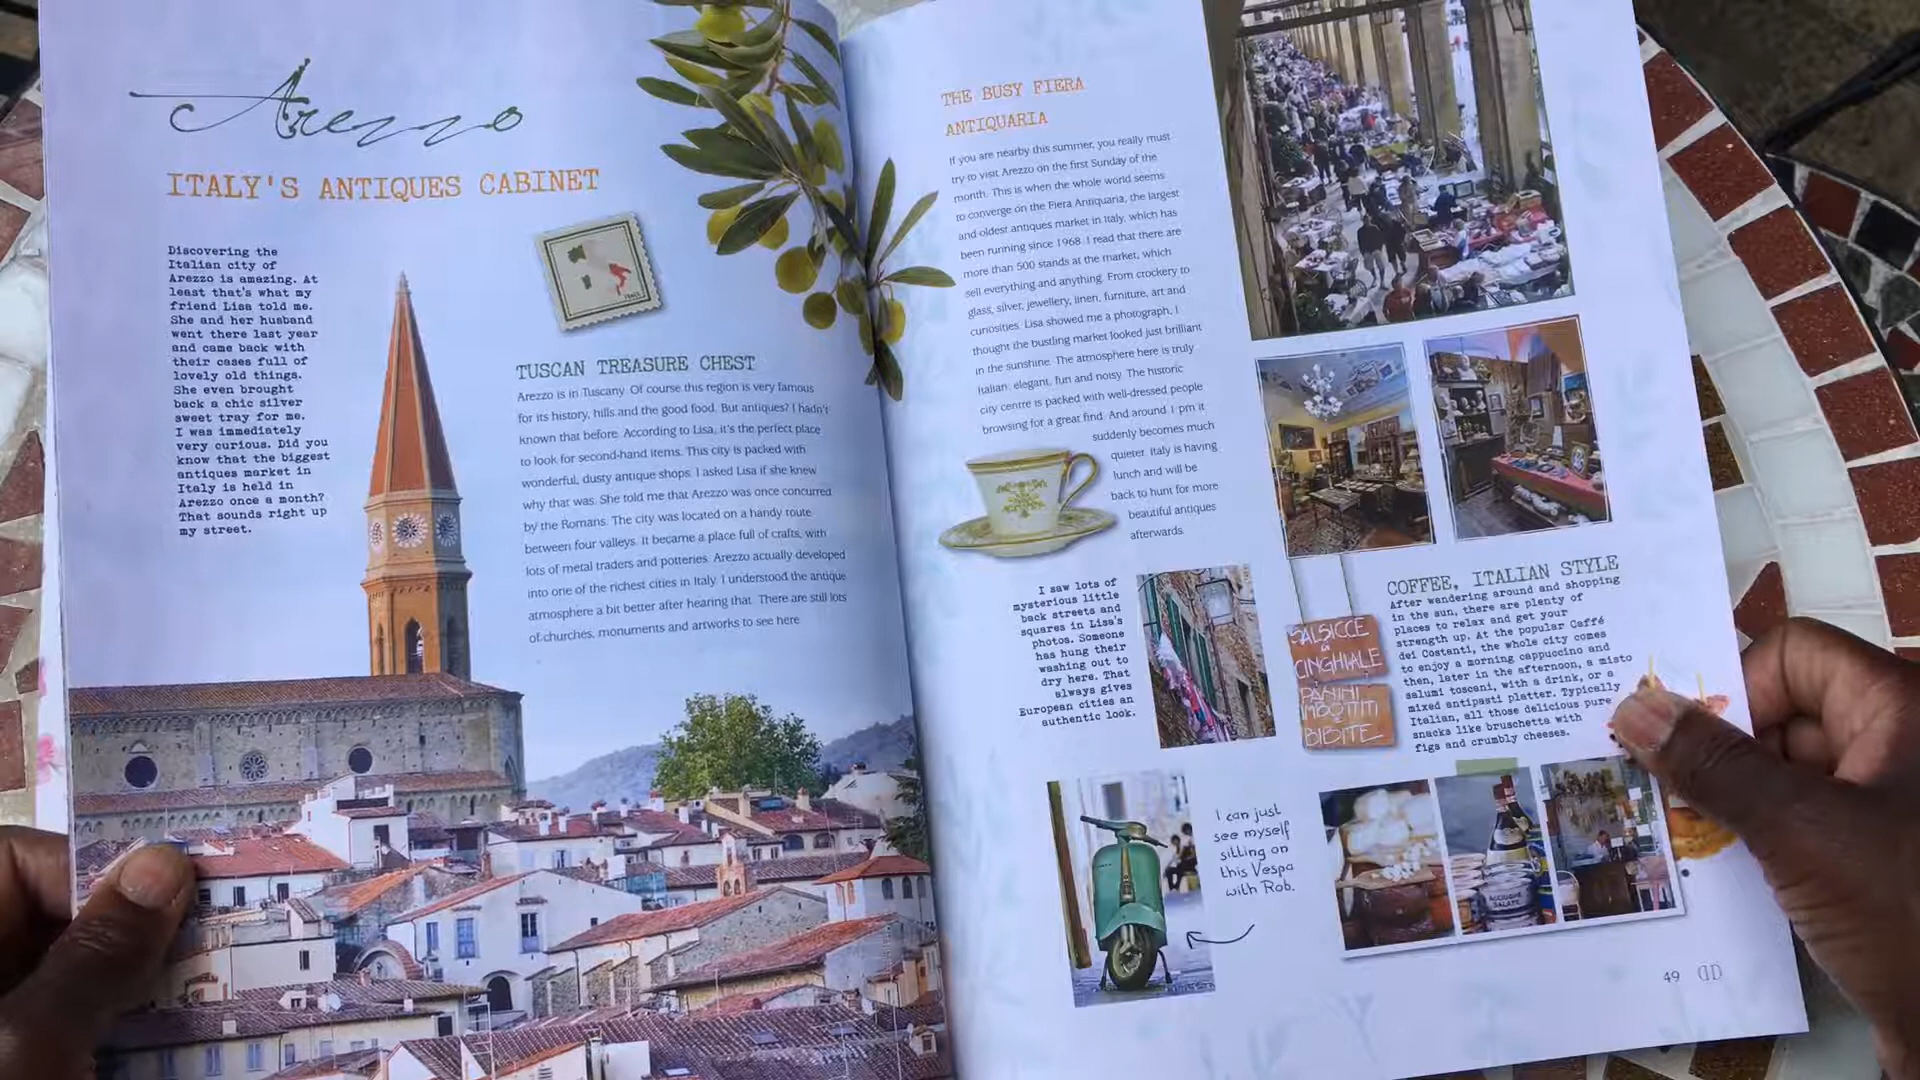 Arezzo
ITALY'S ANTIQUES CABINET
Discovering the
Italian city of
Arezzo is amazing. At
least that's what my
friend Lisa told me.
She and her husband
went there last year
and came back with
their cases full of
lovely old things.
She even brought
back a chic silver
sweet tray for me.
I was immediately
very curious. Did you
know that the biggest
antiques market in
Italy is held in
Arezzo once a month?
That sounds right up
my street.
TUSCAN TREASURE CHEST
Arezzo is in Tuscany. Of course this region is very famous
for its history, hills and the good food. But antiques? I hadn't
known that before. According to Lisa, it's the perfect place
to look for second-hand items. This city is packed with
wonderful, dusty antique shops. I asked Lisa if she knew
why that was. She told me that Arezzo was once concurred
by the Romans. The city was located on a handy route
between four valleys. It became a place full of crafts, with
lots of metal traders and potteries. Arezzo actually developed
into one of the richest cities in Italy. I understood the antique
atmosphere a bit better after hearing that. There are still lots
of churches, monuments and artworks to see here.
THE BUSY FIERA
ANTIQUARIA
If you are nearby this summer, you really must
try to visit Arezzo on the first Sunday of the
month. This is when the whole world seems
to converge on the Fiera Antiquaria, the largest
and oldest antiques market in Italy, which has
been running since 1968. I read that there are
more than 500 stands at the market, which
sell everything and anything. From crockery to
glass, silver, jewellery, linen, furniture, art and
curiosities. Lisa showed me a photograph, I
thought the bustling market looked just brilliant
in the sunshine. The atmosphere here is truly
Italian: elegant, fun and noisy. The historic
city centre is packed with well-dressed people
browsing for a great find. And around 1 pm it
suddenly becomes much
quieter. Italy is having
lunch and will be
back to hunt for more
beautiful antiques
afterwards.
I saw lots of
mysterious little
back streets and
squares in Lisa's
photos. Someone
has hung their
washing out to
dry here. That
always gives
European cities an
authentic look.
SALSICCE
CINGHIALE
PANINI
IMBOTTITI
BIBITE
COFFEE, ITALIAN STYLE
After wandering around and shopping
in the sun, there are plenty of
places to relax and get your
strength up. At the popular Caffé
dei Costanti, the whole city comes
to enjoy a morning cappuccino and
then, later in the afternoon, a misto
salumi toscani, with a drink, or a
mixed antipasti platter. Typically
Italian, all those delicious pure
snacks like bruschetta with
figs and crumbly cheeses.
I can just
see myself
sitting on
this Vespa
with Rob.
ACCIUGHE
SALATE
49